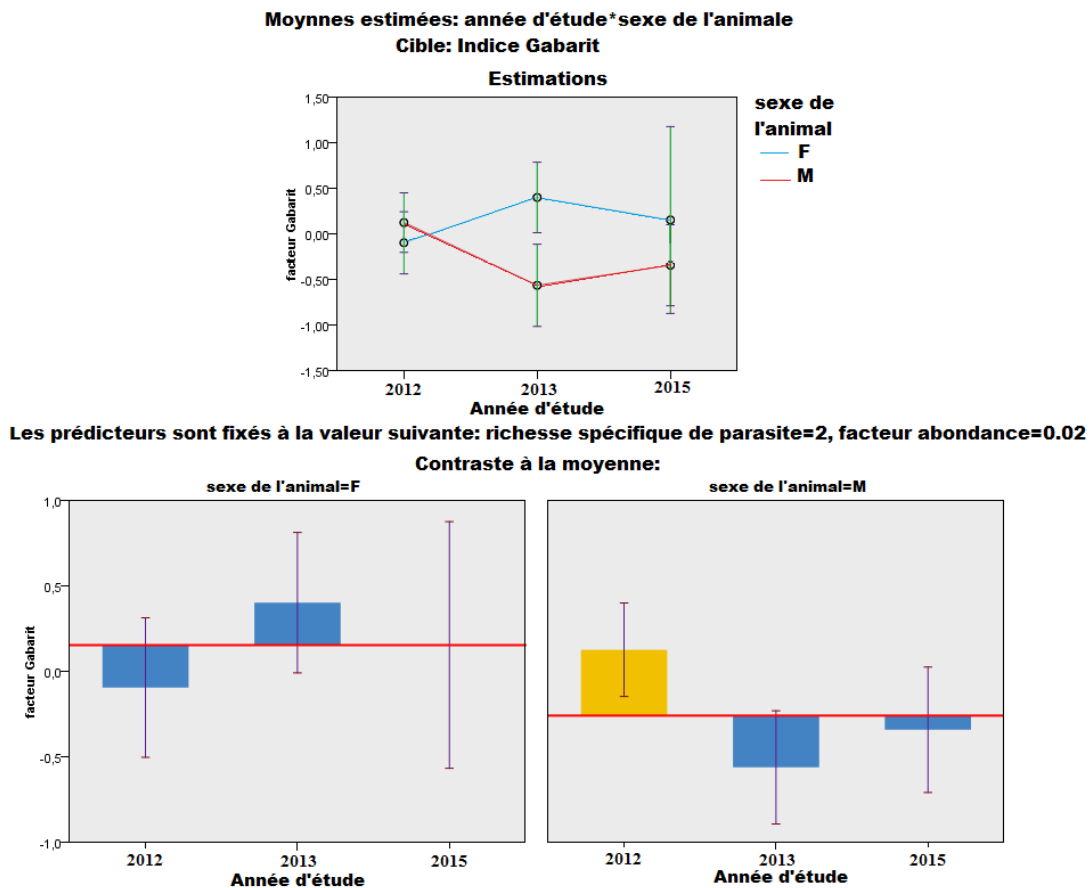 Moynnes estimées: année d'étude*sexe de l'animale
Cible: Indice Gabarit
Estimations
sexe de
l'animal
F
M
facteur Gabarit
1,50
1,00
0,50
0,00
-0,50
-1,00
-1,50
2012
2013
2015
Année d'étude
Les prédicteurs sont fixés à la valeur suivante: richesse spécifique de parasite=2, facteur abondance=0.02
Contraste à la moyenne:
sexe de l'animal=F
sexe de l'animal=M
facteur Gabarit
1,0
0,5
0,0
-0,5
-1,0
2012
2013
2015
Année d'étude
2012
2013
2015
Année d'étude